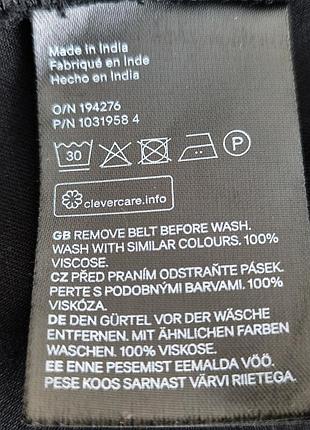 Made in India
Fabriqué en Inde
Hecho en India
O/N 194276
P/N 1031958 4
30 P
clevercare.info
GB REMOVE BELT BEFORE WASH.
WASH WITH SIMILAR COLOURS. 100%
VISCOSE.
CZ PŘED PRANÍM ODSTRAŇTE PÁSEK.
PERTE S PODOBNÝMI BARVAMI. 100%
VISKÓZA.
DE DEN GÜRTEL VOR DER WÄSCHE
ENTFERNEN. MIT ÄHNLICHEN FARBEN
WASCHEN. 100% VISKOSE.
EE ENNE PESEMIST EEMALDA VÖÖ.
PESE KOOS SARNAST VÄRVI RIIETEGA.